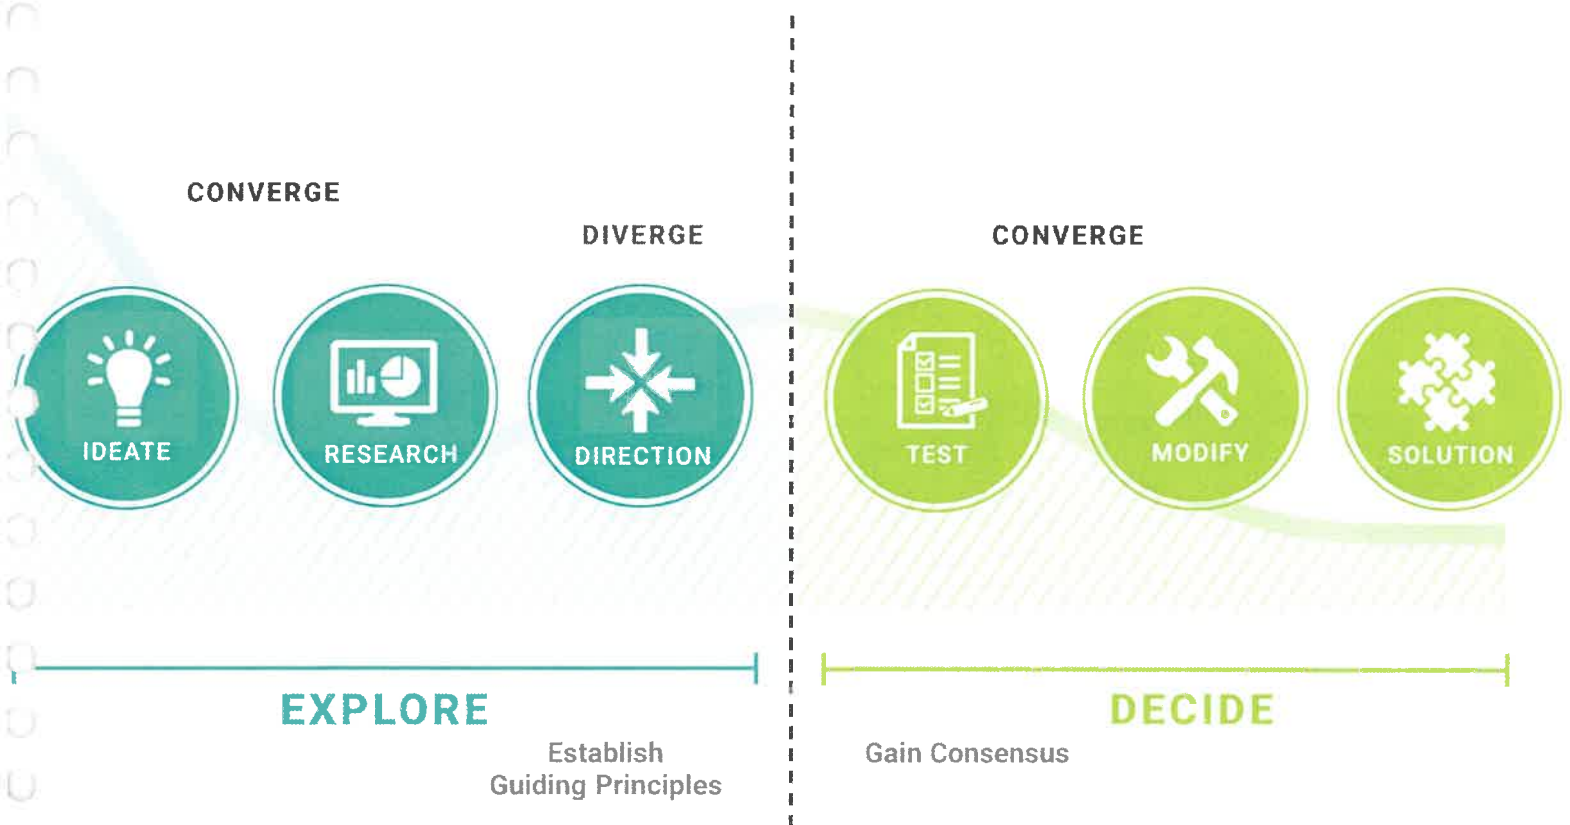 CONVERGE
DIVERGE
CONVERGE
IDEATE
RESEARCH
DIRECTION
TEST
MODIFY
SOLUTION
EXPLORE
DECIDE
Establish
Guiding Principles
Gain Consensus